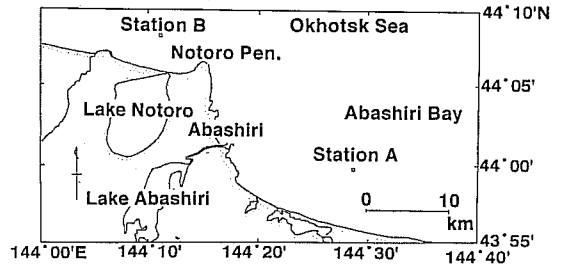 44°10'N
Station B
Okhotsk Sea
Notoro Pen.
44°05'
Lake Notoro
Abashiri Bay
Abashiri
Station A
44°00'
Lake Abashiri
0 10
km
43°55'
144°00'E 144°10' 144°20' 144°30' 144°40'